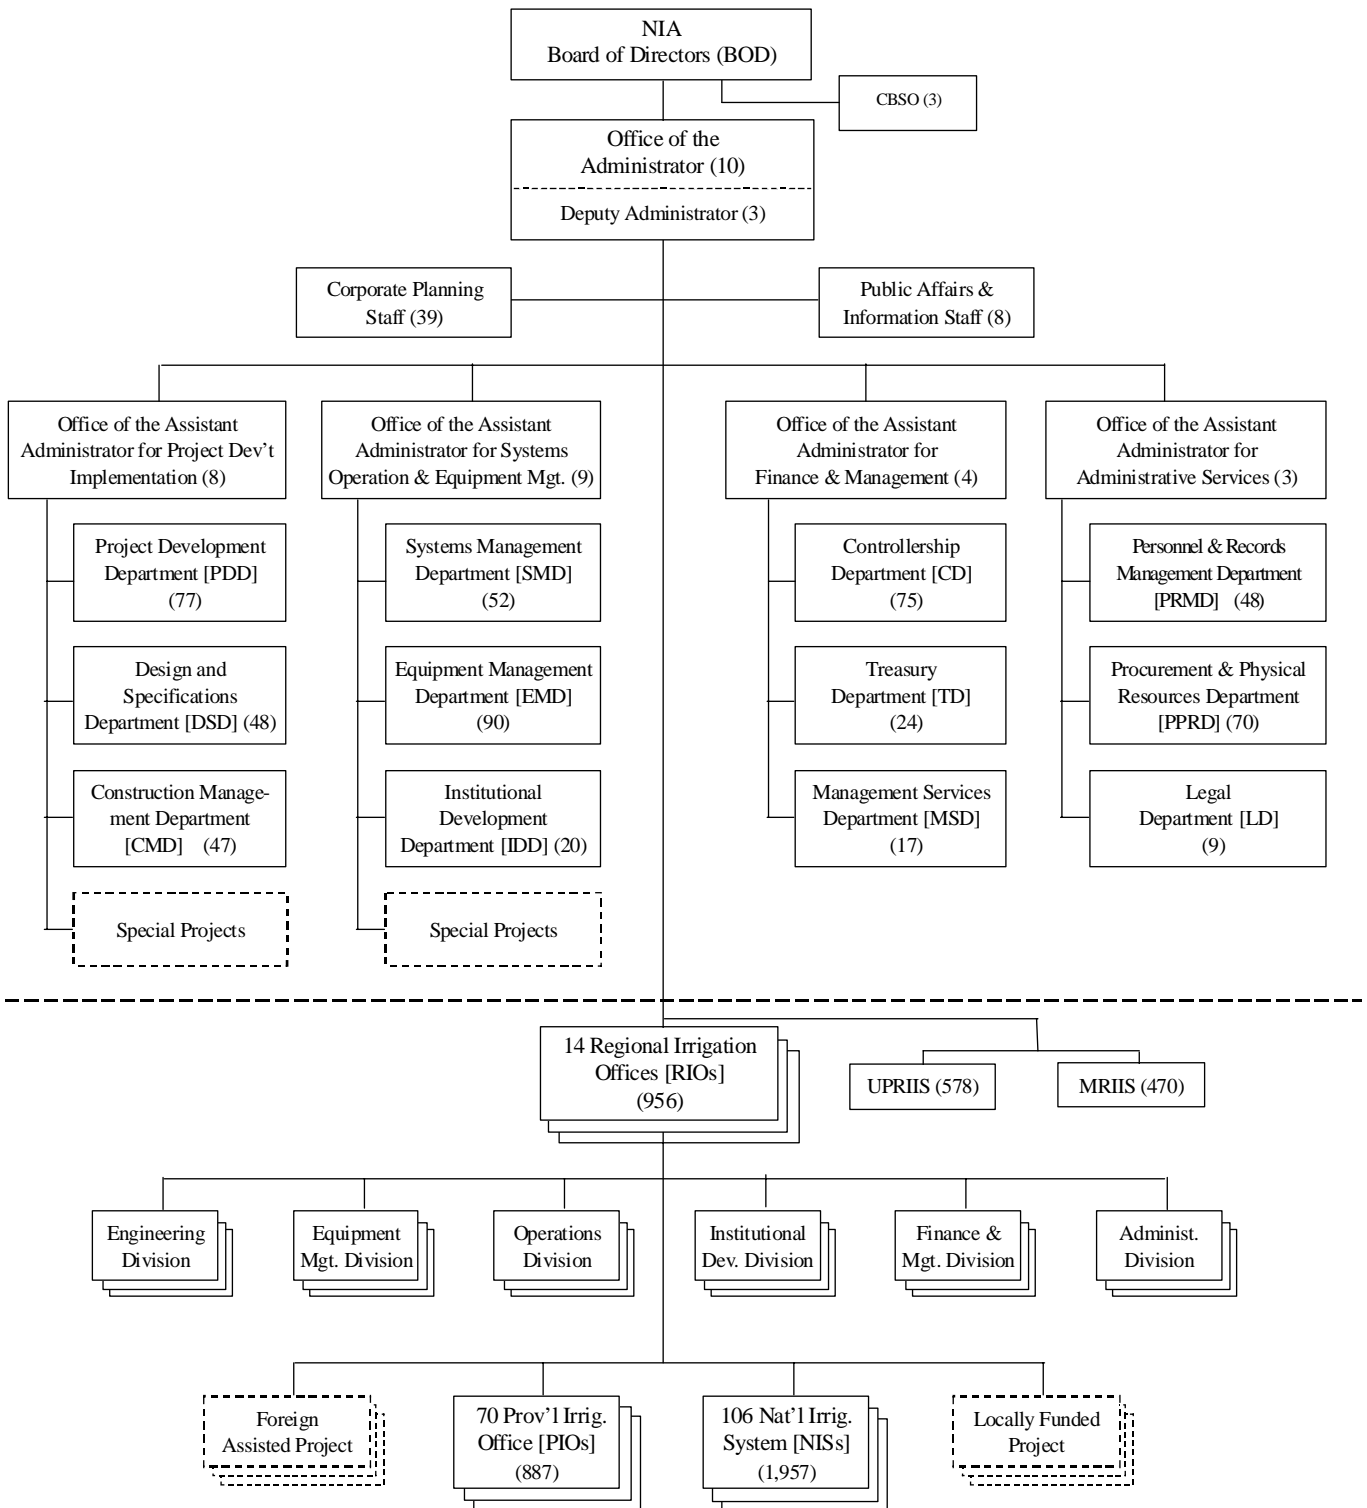 NIA
Board of Directors (BOD)
CBSO (3)
Office of the
Administrator (10)
Deputy Administrator (3)
Corporate Planning
Staff (39)
Public Affairs &
Information Staff (8)
Office of the Assistant
Administrator for Project Dev't
Implementation (8)
Office of the Assistant
Administrator for Systems
Operation & Equipment Mgt. (9)
Office of the Assistant
Administrator for
Finance & Management (4)
Office of the Assistant
Administrator for
Administrative Services (3)
Project Development
Department [PDD]
(77)
Systems Management
Department [SMD]
(52)
Controllership
Department [CD]
(75)
Personnel & Records
Management Department
[PRMD] (48)
Design and
Specifications
Department [DSD] (48)
Equipment Management
Department [EMD]
(90)
Treasury
Department [TD]
(24)
Procurement & Physical
Resources Department
[PPRD] (70)
Construction Manage-
ment Department
[CMD] (47)
Institutional
Development
Department [IDD] (20)
Management Services
Department [MSD]
(17)
Legal
Department [LD]
(9)
Special Projects
Special Projects
14 Regional Irrigation
Offices [RIOs]
(956)
UPRIIS (578)
MRIIS (470)
Engineering
Division
Equipment
Mgt. Division
Operations
Division
Institutional
Dev. Division
Finance &
Mgt. Division
Administ.
Division
Foreign
Assisted Project
70 Prov'l Irrig.
Office [PIOs]
(887)
106 Nat'l Irrig.
System [NISs]
(1,957)
Locally Funded
Project